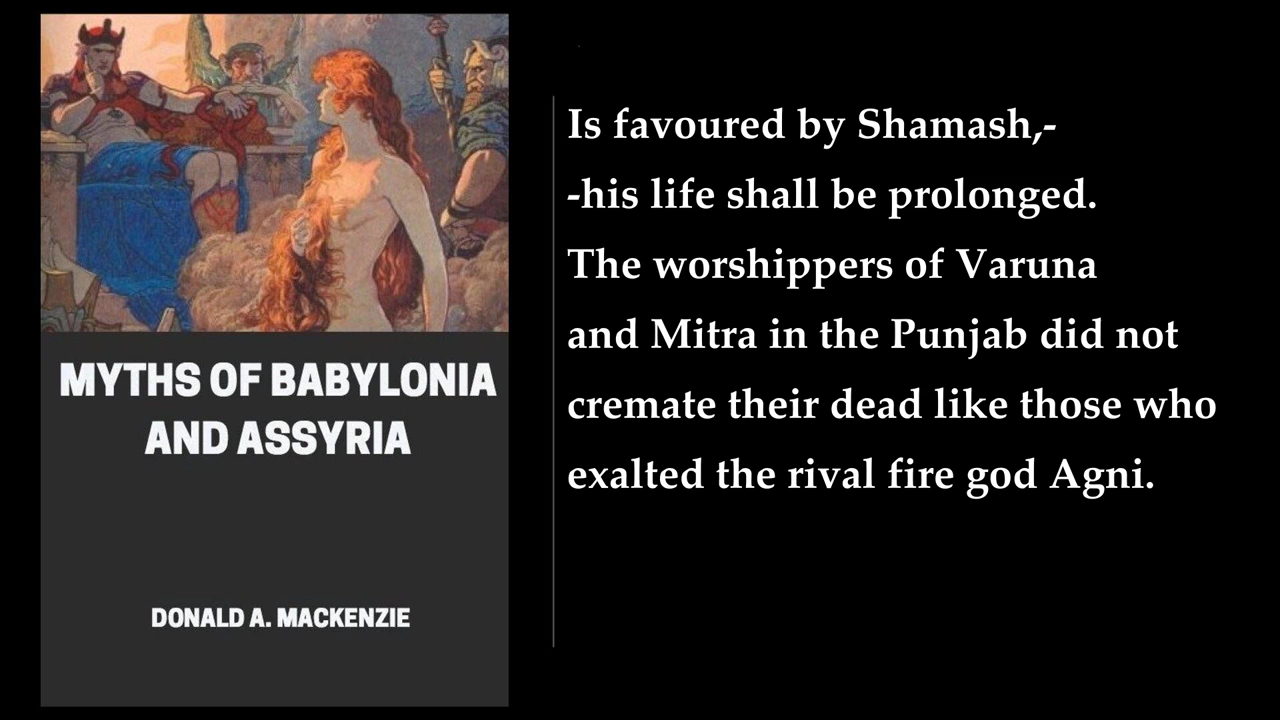 MYTHS OF BABYLONIA
AND ASSYRIA
DONALD A. MACKENZIE
Is favoured by Shamash,-
-his life shall be prolonged.
The worshippers of Varuna
and Mitra in the Punjab did not
cremate their dead like those who
exalted the rival fire god Agni.